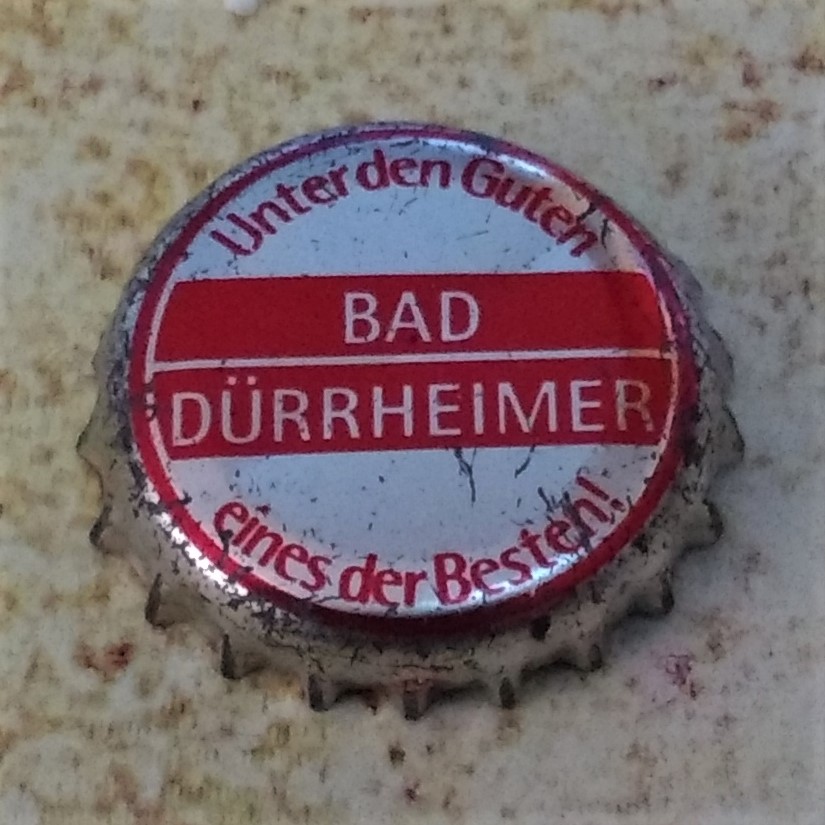 Unter den Guten
BAD
DÜRRHEIMER
eines der Besten!